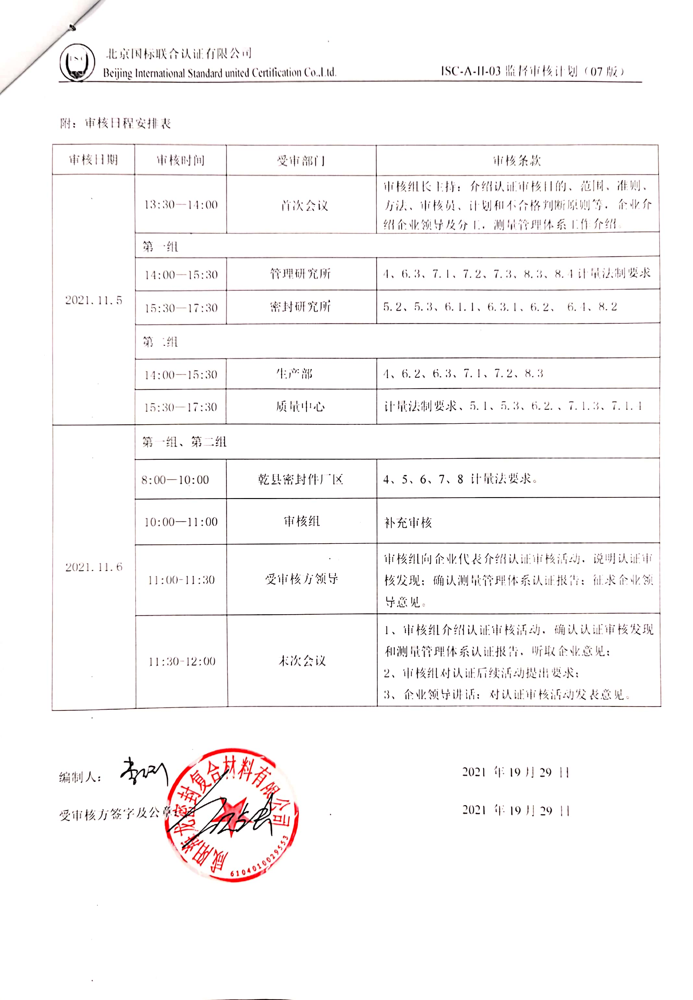 ISC
北京国标联合认证有限公司
Beijing International Standard united Certification Co.,Ltd.
ISC-A-II-03 监督审核计划（07 版）
附：审核日程安排表
审核日期 审核时间 受审部门 审核条款
2021.11.5
13:30—14:00 首次会议
审核组长主持：介绍认证审核目的、范围、准则、
方法、审核员、计划和不合格判断原则等，企业介
绍企业领导及分工，测量管理体系工作介绍。
第一组
14:00—15:30 管理研究所 4、6.3、7.1、7.2、7.3、8.3、8.4 计量法制要求
15:30—17:30 密封研究所 5.2、5.3、6.1.1、6.3.1、6.2、 6.4、8.2
第二组
14:00—15:30 生产部 4、6.2、6.3、7.1、7.2、8.3
15:30—17:30 质量中心 计量法制要求、5.1、5.3、6.2.、7.1.3、7.1.4
2021.11.6
第一组、第二组
8:00—10:00 乾县密封件厂区 4、5、6、7、8 计量法要求。
10:00—11:00 审核组 补充审核
11:00-11:30 受审核方领导
审核组向企业代表介绍认证审核活动，说明认证审
核发现；确认测量管理体系认证报告；征求企业领
导意见。
11:30-12:00 末次会议
1、审核组介绍认证审核活动，确认认证审核发现
和测量管理体系认证报告，听取企业意见；
2、审核组对认证后续活动提出要求；
3、企业领导讲话；对认证审核活动发表意见。
编制人： 2021 年 19 月 29 日
受审核方签字及公章： 2021 年 19 月 29 日
咸阳海龙密封复合材料有限公司
6104010029553